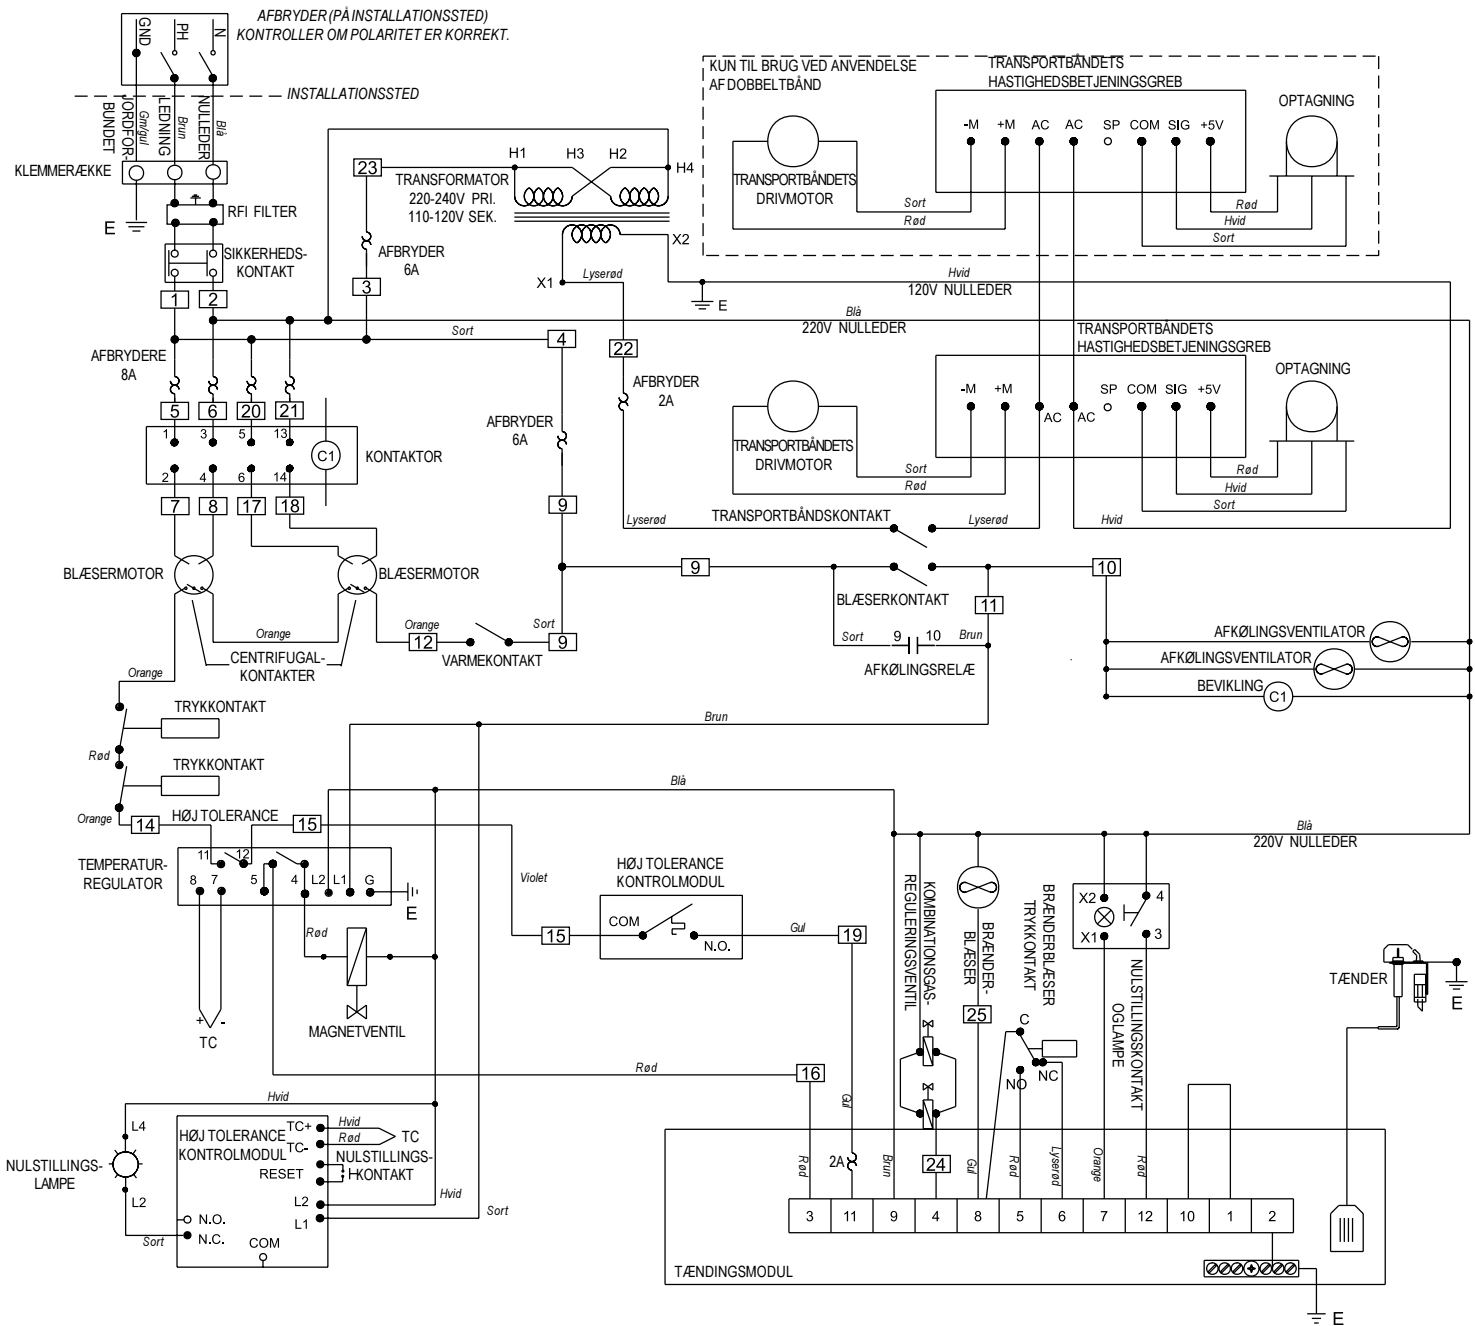 AFBRYDER (PÅ INSTALLATIONSSTED)
KONTROLLER OM POLARITET ER KORREKT.
GND
PH
N
INSTALLATIONSSTED
JORDFOR-
BUNDET
Grn/gul
LEDNING
Brun
NULLEDER
Blå
KLEMMERÆKKE
E
RFI FILTER
SIKKERHEDS-
KONTAKT
1
2
AFBRYDERE
8A
5
6
20
21
1
3
5
13
2
4
6
14
C1
KONTAKTOR
7
8
17
18
BLÆSERMOTOR
BLÆSERMOTOR
Orange
CENTRIFUGAL-
KONTAKTER
Orange
Orange
12
VARMEKONTAKT
Sort
9
23
H1
H3
H2
H4
TRANSFORMATOR
220-240V PRI.
110-120V SEK.
AFBRYDER
6A
3
X2
X1
Lyserød
Sort
4
22
AFBRYDER
2A
AFBRYDER
6A
9
KUN TIL BRUG VED ANVENDELSE
AF DOBBELTBÅND
TRANSPORTBÅNDETS
HASTIGHEDSBETJENINGSGREB
OPTAGNING
-M
+M
AC
AC
SP
COM
SIG
+5V
TRANSPORTBÅNDETS
DRIVMOTOR
Sort
Rød
Rød
Hvid
Sort
Hvid
120V NULLEDER
E
Blå
220V NULLEDER
TRANSPORTBÅNDETS
HASTIGHEDSBETJENINGSGREB
OPTAGNING
-M
+M
AC
AC
SP
COM
SIG
+5V
TRANSPORTBÅNDETS
DRIVMOTOR
Sort
Rød
Rød
Hvid
Sort
Lyserød
TRANSPORTBÅNDSKONTAKT
Lyserød
Hvid
9
BLÆSERKONTAKT
10
11
Sort
9
10
Brun
AFKØLINGSRELÆ
AFKØLINGSVENTILATOR
AFKØLINGSVENTILATOR
BEVIKLING
C1
Brun
TRYKKONTAKT
Rød
TRYKKONTAKT
Orange
14
HØJ TOLERANCE
15
TEMPERATUR-
REGULATOR
11
12
8
7
5
4
L2
L1
G
E
Blå
Blå
220V NULLEDER
+
-
TC
Rød
MAGNETVENTIL
Violet
HØJ TOLERANCE
KONTROLMODUL
COM
N.O.
15
Gul
19
KOMBINATIONSGAS-
REGULERINGSVENTIL
BRÆNDER-
BLÆSER
25
BRÆNDERBLÆSER
TRYKKONTAKT
C
NO
NC
X2
X1
4
3
NULSTILLINGSKONTAKT
OGLAMPE
TÆNDER
E
Rød
16
Hvid
L4
NULSTILLINGS-
LAMPE
L2
Sort
HØJ TOLERANCE
KONTROLMODUL
TC+
TC-
RESET
L2
L1
N.O.
N.C.
COM
Hvid
Rød
TC
NULSTILLINGS-
KONTAKT
Hvid
Sort
Rød
Gul
2A
Brun
24
Gul
Rød
Lyserød
Orange
Rød
3
11
9
4
8
5
6
7
12
10
1
2
TÆNDINGSMODUL
E